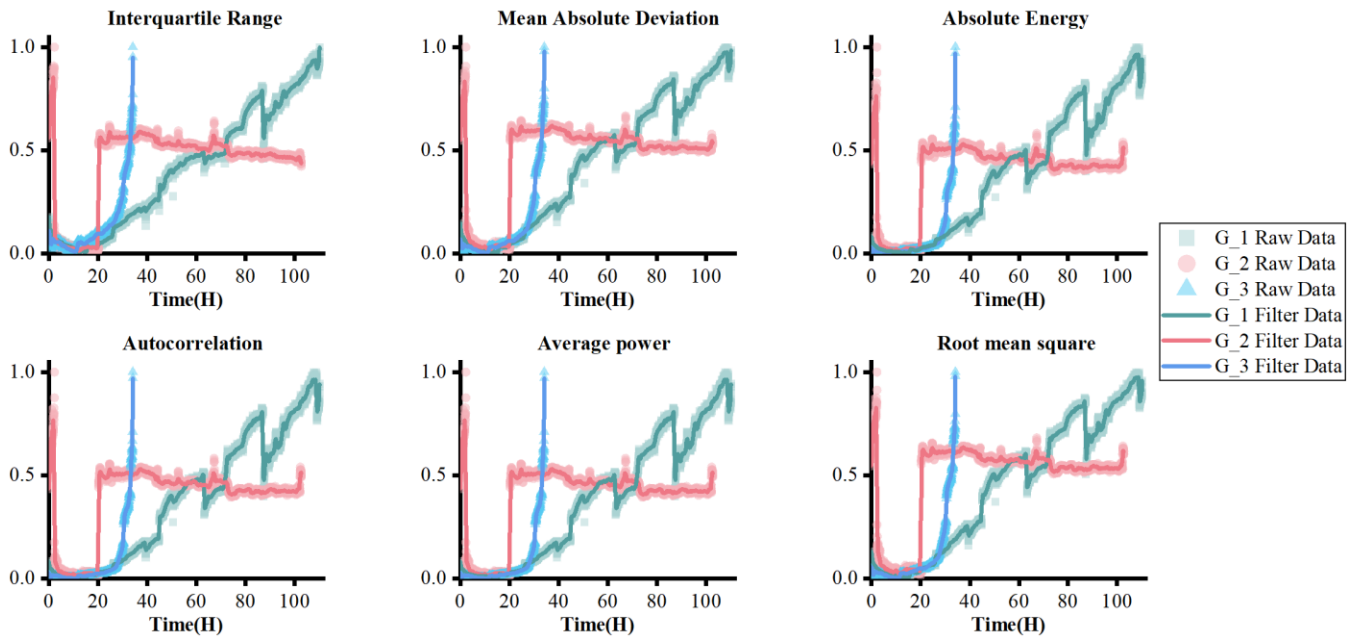 Interquartile Range
1.0
0.5
0.0
0 20 40 60 80 100
Time(H)
Mean Absolute Deviation
1.0
0.5
0.0
0 20 40 60 80 100
Time(H)
Absolute Energy
1.0
0.5
0.0
0 20 40 60 80 100
Time(H)
Autocorrelation
1.0
0.5
0.0
0 20 40 60 80 100
Time(H)
Average power
1.0
0.5
0.0
0 20 40 60 80 100
Time(H)
Root mean square
1.0
0.5
0.0
0 20 40 60 80 100
Time(H)
G_1 Raw Data
G_2 Raw Data
G_3 Raw Data
G_1 Filter Data
G_2 Filter Data
G_3 Filter Data